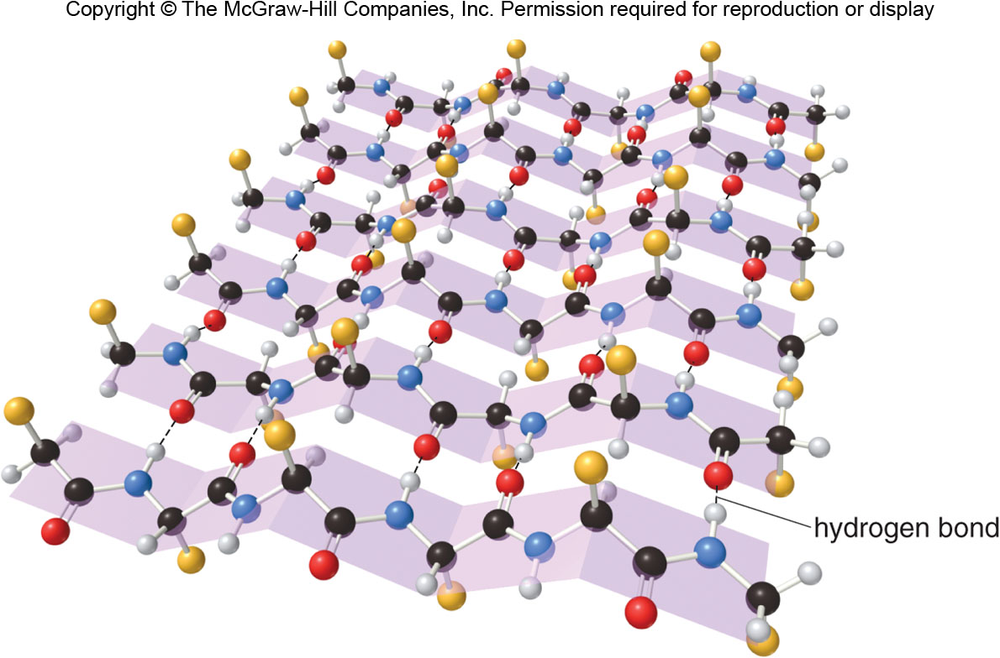 Copyright © The McGraw-Hill Companies, Inc. Permission required for reproduction or display
hydrogen bond